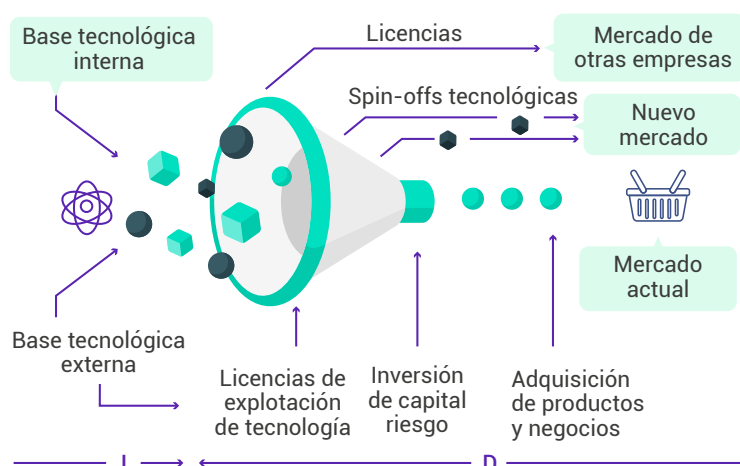 Base tecnológica
interna
Licencias
Mercado de
otras empresas
Spin-offs tecnológicas
Nuevo
mercado
Mercado
actual
Base tecnológica
externa
Licencias de
explotación
de tecnología
Inversión
de capital
riesgo
Adquisición
de productos
y negocios
I
D